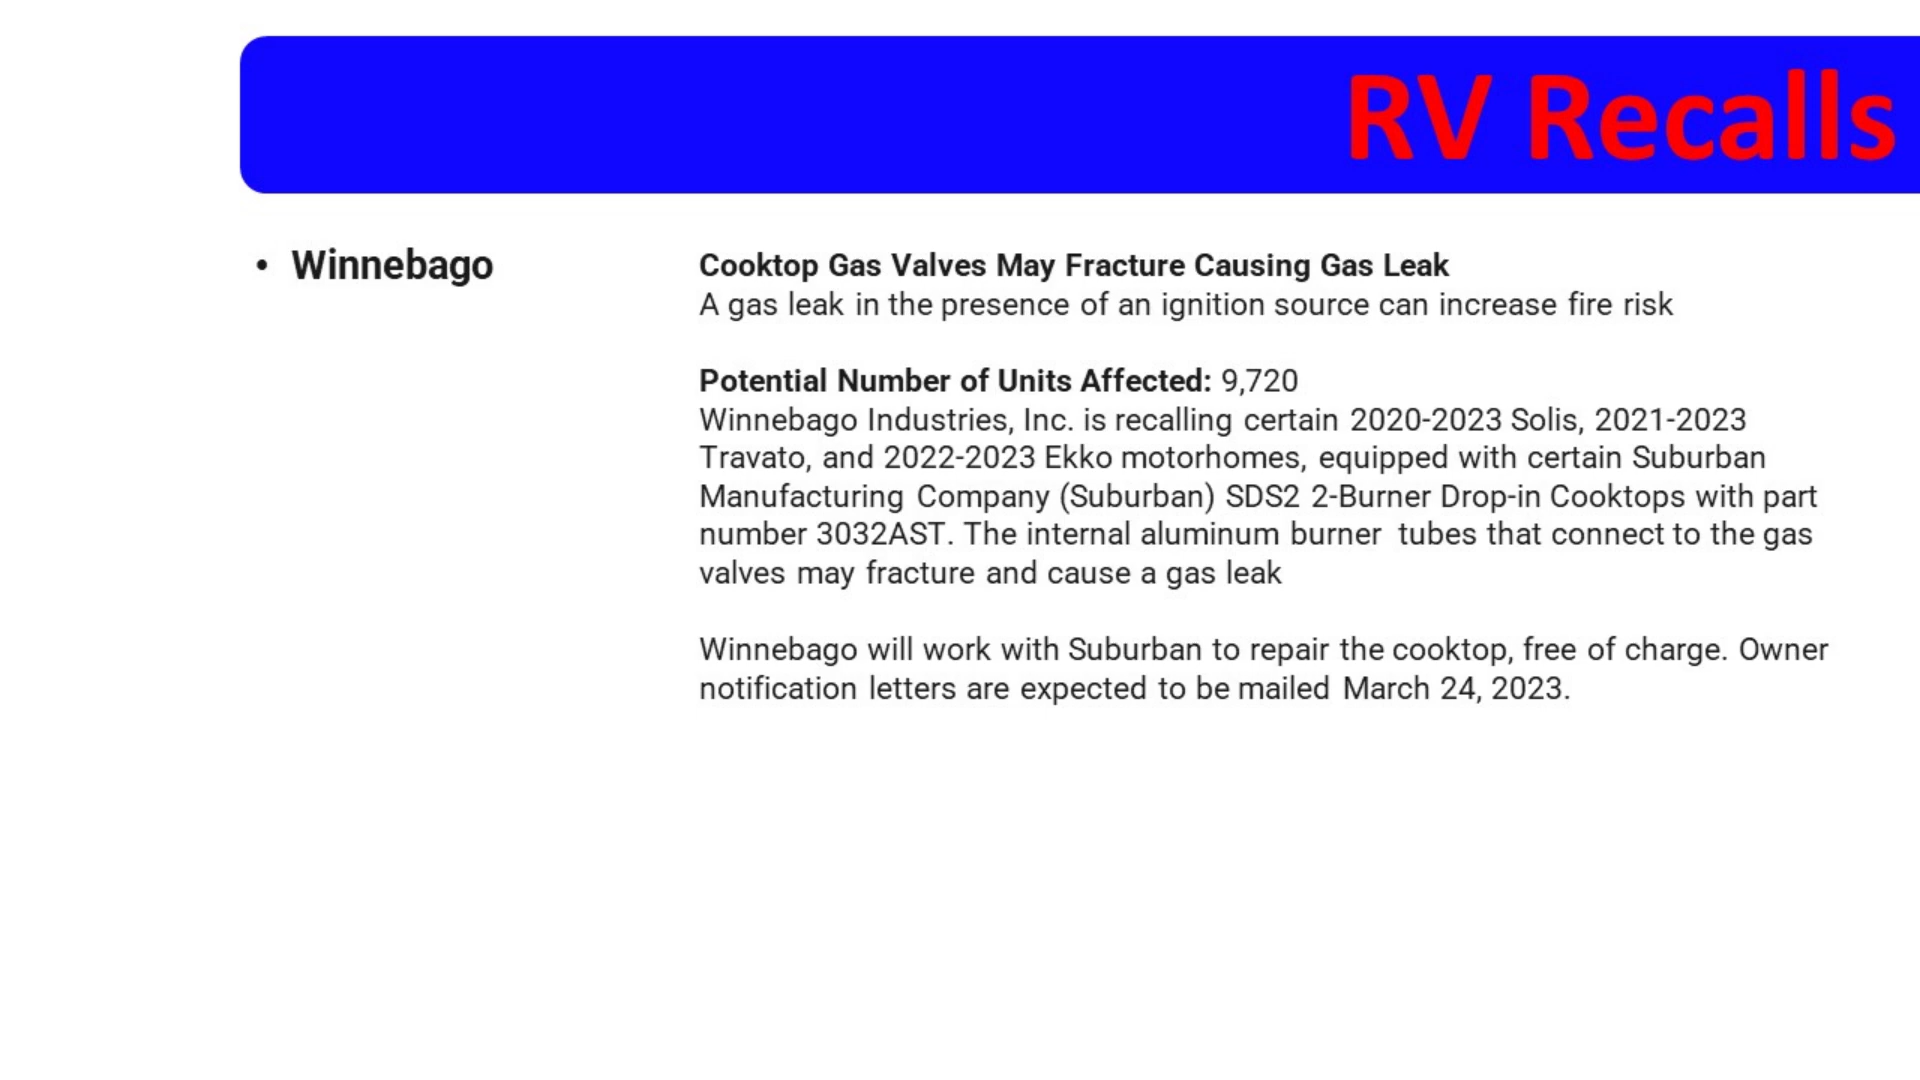 RV Recalls
• Winnebago
Cooktop Gas Valves May Fracture Causing Gas Leak
A gas leak in the presence of an ignition source can increase fire risk
Potential Number of Units Affected: 9,720
Winnebago Industries, Inc. is recalling certain 2020-2023 Solis, 2021-2023
Travato, and 2022-2023 Ekko motorhomes, equipped with certain Suburban
Manufacturing Company (Suburban) SDS2 2-Burner Drop-in Cooktops with part
number 3032AST. The internal aluminum burner tubes that connect to the gas
valves may fracture and cause a gas leak
Winnebago will work with Suburban to repair the cooktop, free of charge. Owner
notification letters are expected to be mailed March 24, 2023.